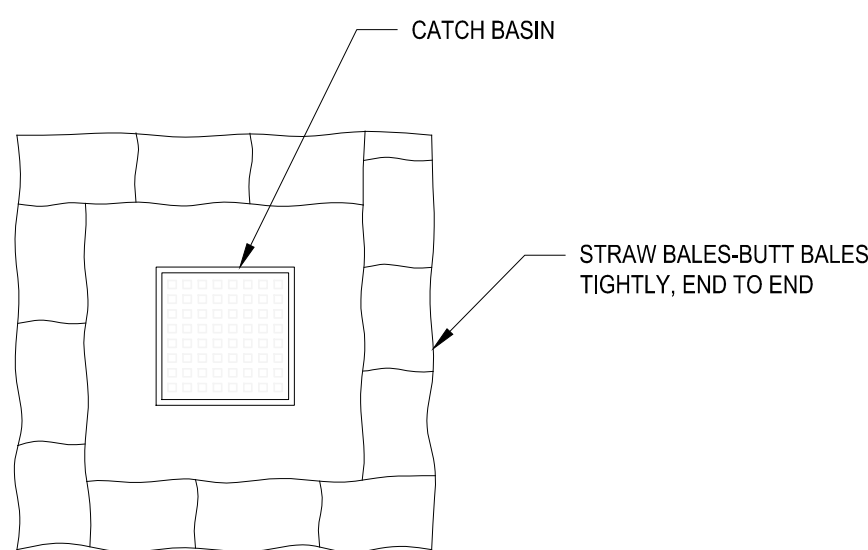 CATCH BASIN
STRAW BALES-BUTT BALES
TIGHTLY, END TO END